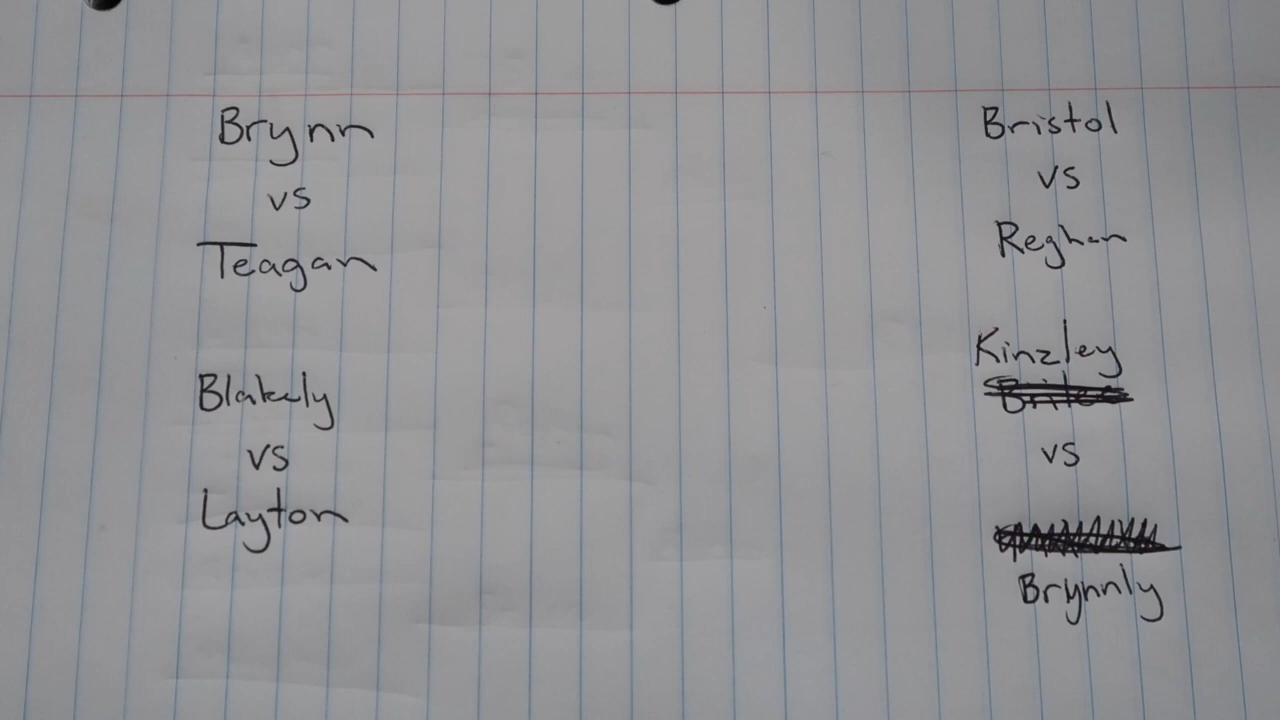 Brynn
vs
Teagan
Blakely
vs
Layton
Bristol
vs
Reghan
Kinzley
vs
Brynnly